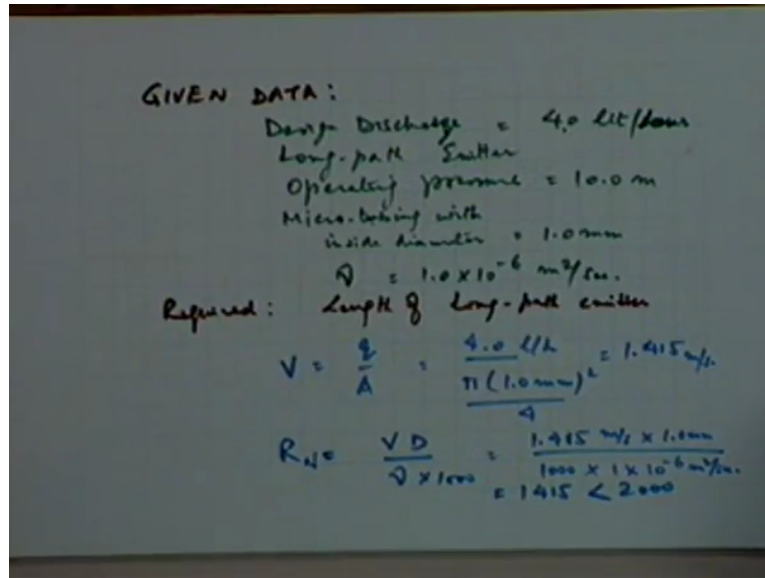 GIVEN DATA:
Design Discharge = 4.0 lit/hour
Long-path Emitter
Operating pressure = 10.0 m
Micro-tubing with
inside diameter = 1.0 mm
ν = 1.0 x 10⁻⁶ m²/sec.
Required: Length of long-path emitter
V = q/A = 4.0 l/h / (π(1.0 mm)²/4) = 1.415 m/s.
R_N = VD / (ν x 1000) = 1.415 m/s x 1.0 mm / (1000 x 1 x 10⁻⁶ m²/sec.)
= 1415 < 2000